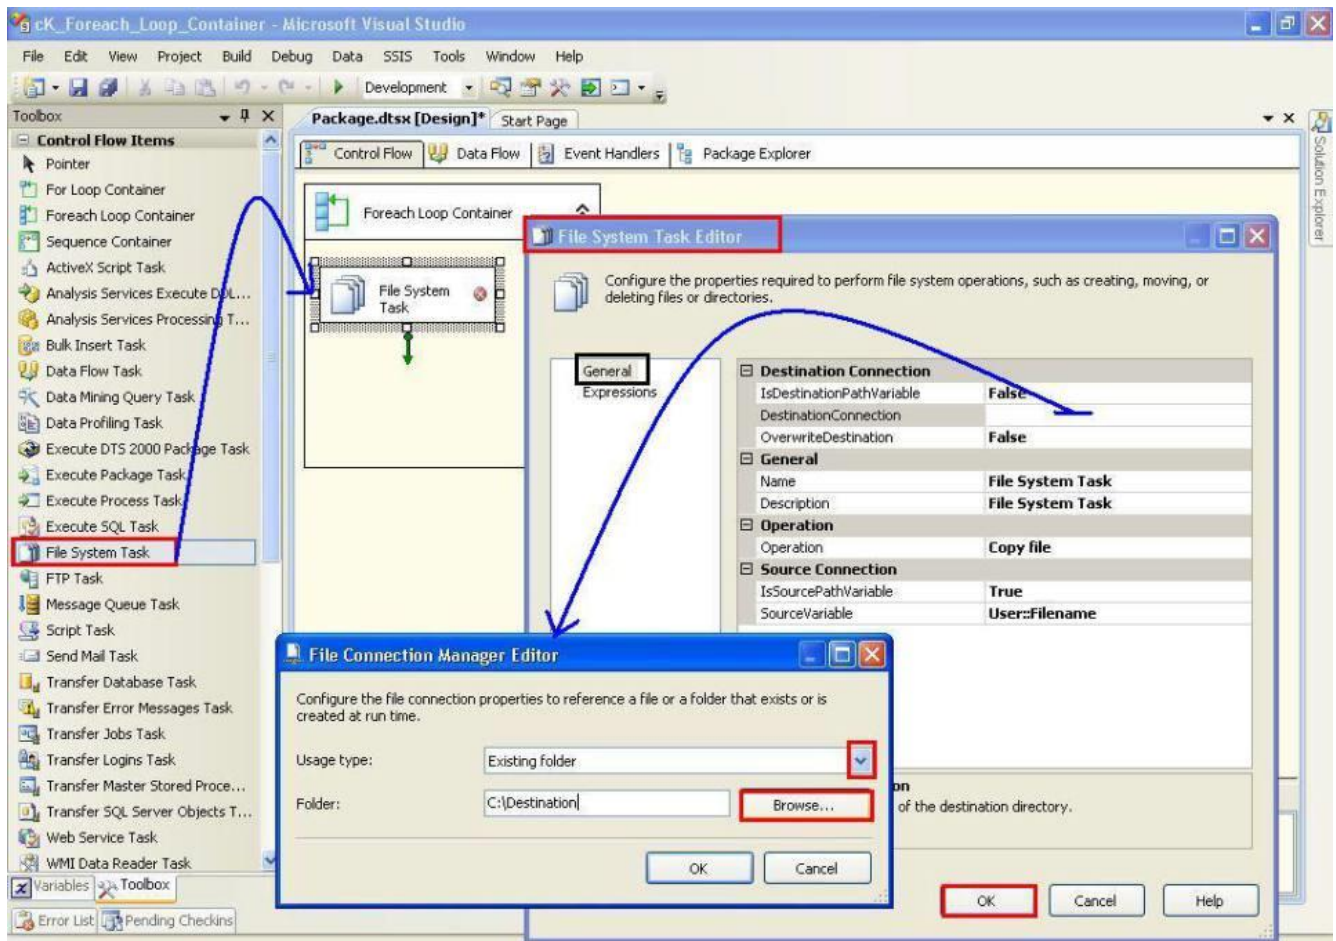 cK_Foreach_Loop_Container - Microsoft Visual Studio
File Edit View Project Build Debug Data SSIS Tools Window Help
Development
Toolbox
Control Flow Items
Pointer
For Loop Container
Foreach Loop Container
Sequence Container
ActiveX Script Task
Analysis Services Execute DDL...
Analysis Services Processing T...
Bulk Insert Task
Data Flow Task
Data Mining Query Task
Data Profiling Task
Execute DTS 2000 Package Task
Execute Package Task
Execute Process Task
Execute SQL Task
File System Task
FTP Task
Message Queue Task
Script Task
Send Mail Task
Transfer Database Task
Transfer Error Messages Task
Transfer Jobs Task
Transfer Logins Task
Transfer Master Stored Proce...
Transfer SQL Server Objects T...
Web Service Task
WMI Data Reader Task
Variables Toolbox
Error List Pending Checkins
Package.dtsx [Design]* Start Page
Control Flow Data Flow Event Handlers Package Explorer
Foreach Loop Container
File System
Task
Solution Explorer
File System Task Editor
Configure the properties required to perform file system operations, such as creating, moving, or
deleting files or directories.
General
Expressions
Destination Connection
IsDestinationPathVariable False
DestinationConnection
OverwriteDestination False
General
Name File System Task
Description File System Task
Operation
Operation Copy file
Source Connection
IsSourcePathVariable True
SourceVariable User::Filename
on
of the destination directory.
OK Cancel Help
File Connection Manager Editor
Configure the file connection properties to reference a file or a folder that exists or is
created at run time.
Usage type: Existing folder
Folder: C:\Destination Browse...
OK Cancel